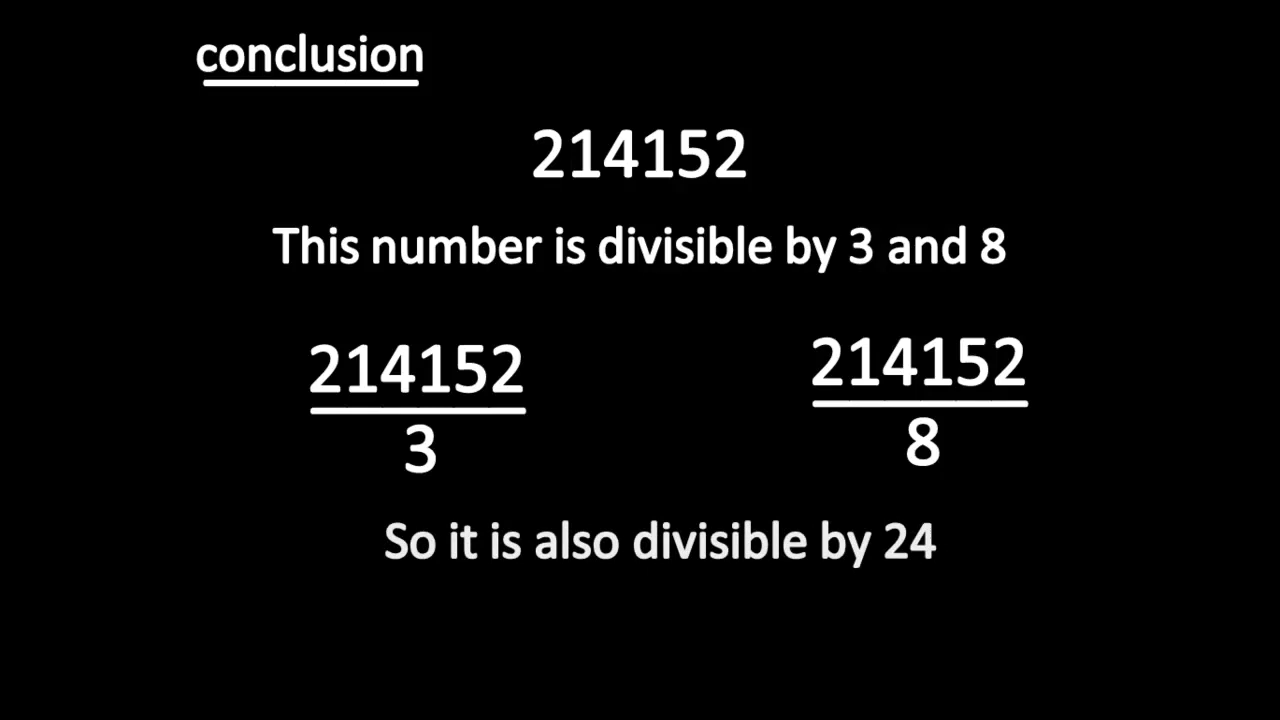 conclusion
214152
This number is divisible by 3 and 8
214152
3
214152
8
So it is also divisible by 24